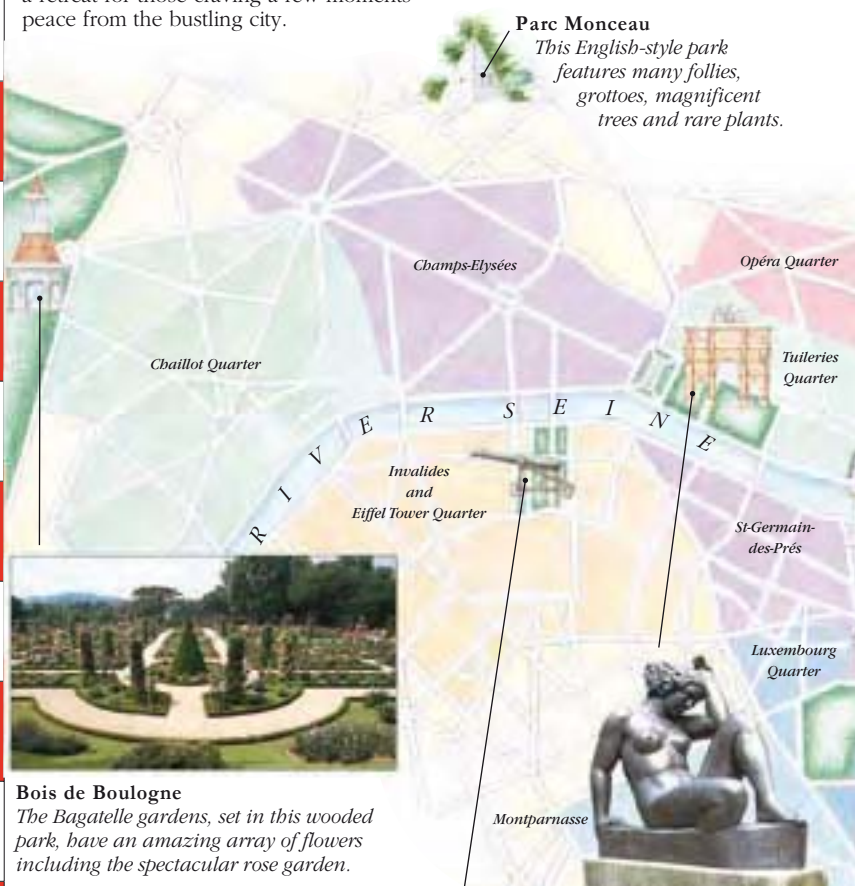 a retreat for those craving a few moments'
peace from the bustling city.
Parc Monceau
This English-style park
features many follies,
grottoes, magnificent
trees and rare plants.
Champs-Elysées
Opéra Quarter
Chaillot Quarter
Tuileries
Quarter
RIVER SEINE
Invalides
and
Eiffel Tower Quarter
St-Germain-
des-Prés
Luxembourg
Quarter
Montparnasse
Bois de Boulogne
The Bagatelle gardens, set in this wooded
park, have an amazing array of flowers
including the spectacular rose garden.